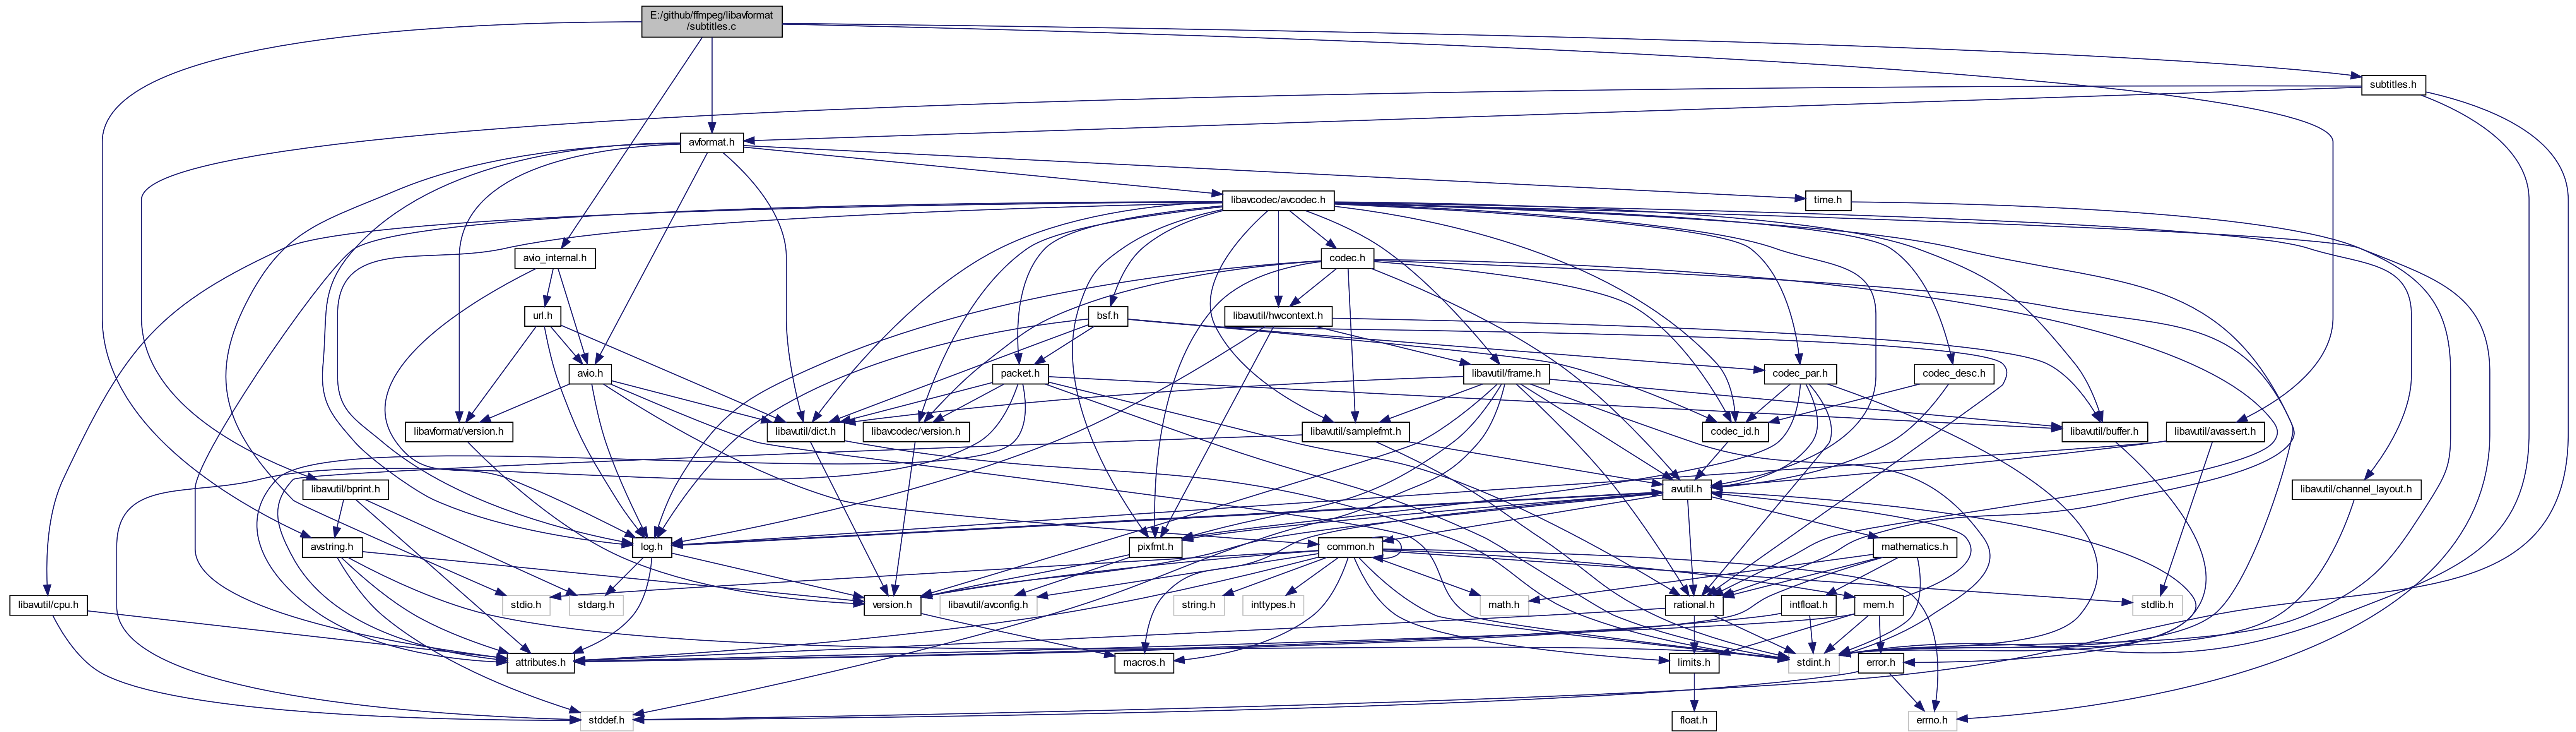 E:/github/ffmpeg/libavformat
/subtitles.c
subtitles.h
avformat.h
libavcodec/avcodec.h
time.h
avio_internal.h
codec.h
url.h
bsf.h
libavutil/hwcontext.h
avio.h
packet.h
libavutil/frame.h
codec_par.h
codec_desc.h
libavformat/version.h
libavutil/dict.h
libavcodec/version.h
libavutil/samplefmt.h
codec_id.h
libavutil/buffer.h
libavutil/avassert.h
libavutil/bprint.h
avutil.h
libavutil/channel_layout.h
avstring.h
log.h
pixfmt.h
common.h
mathematics.h
libavutil/cpu.h
stdio.h
stdarg.h
version.h
libavutil/avconfig.h
string.h
inttypes.h
math.h
rational.h
intfloat.h
mem.h
stdlib.h
attributes.h
macros.h
limits.h
stdint.h
error.h
stddef.h
float.h
errno.h